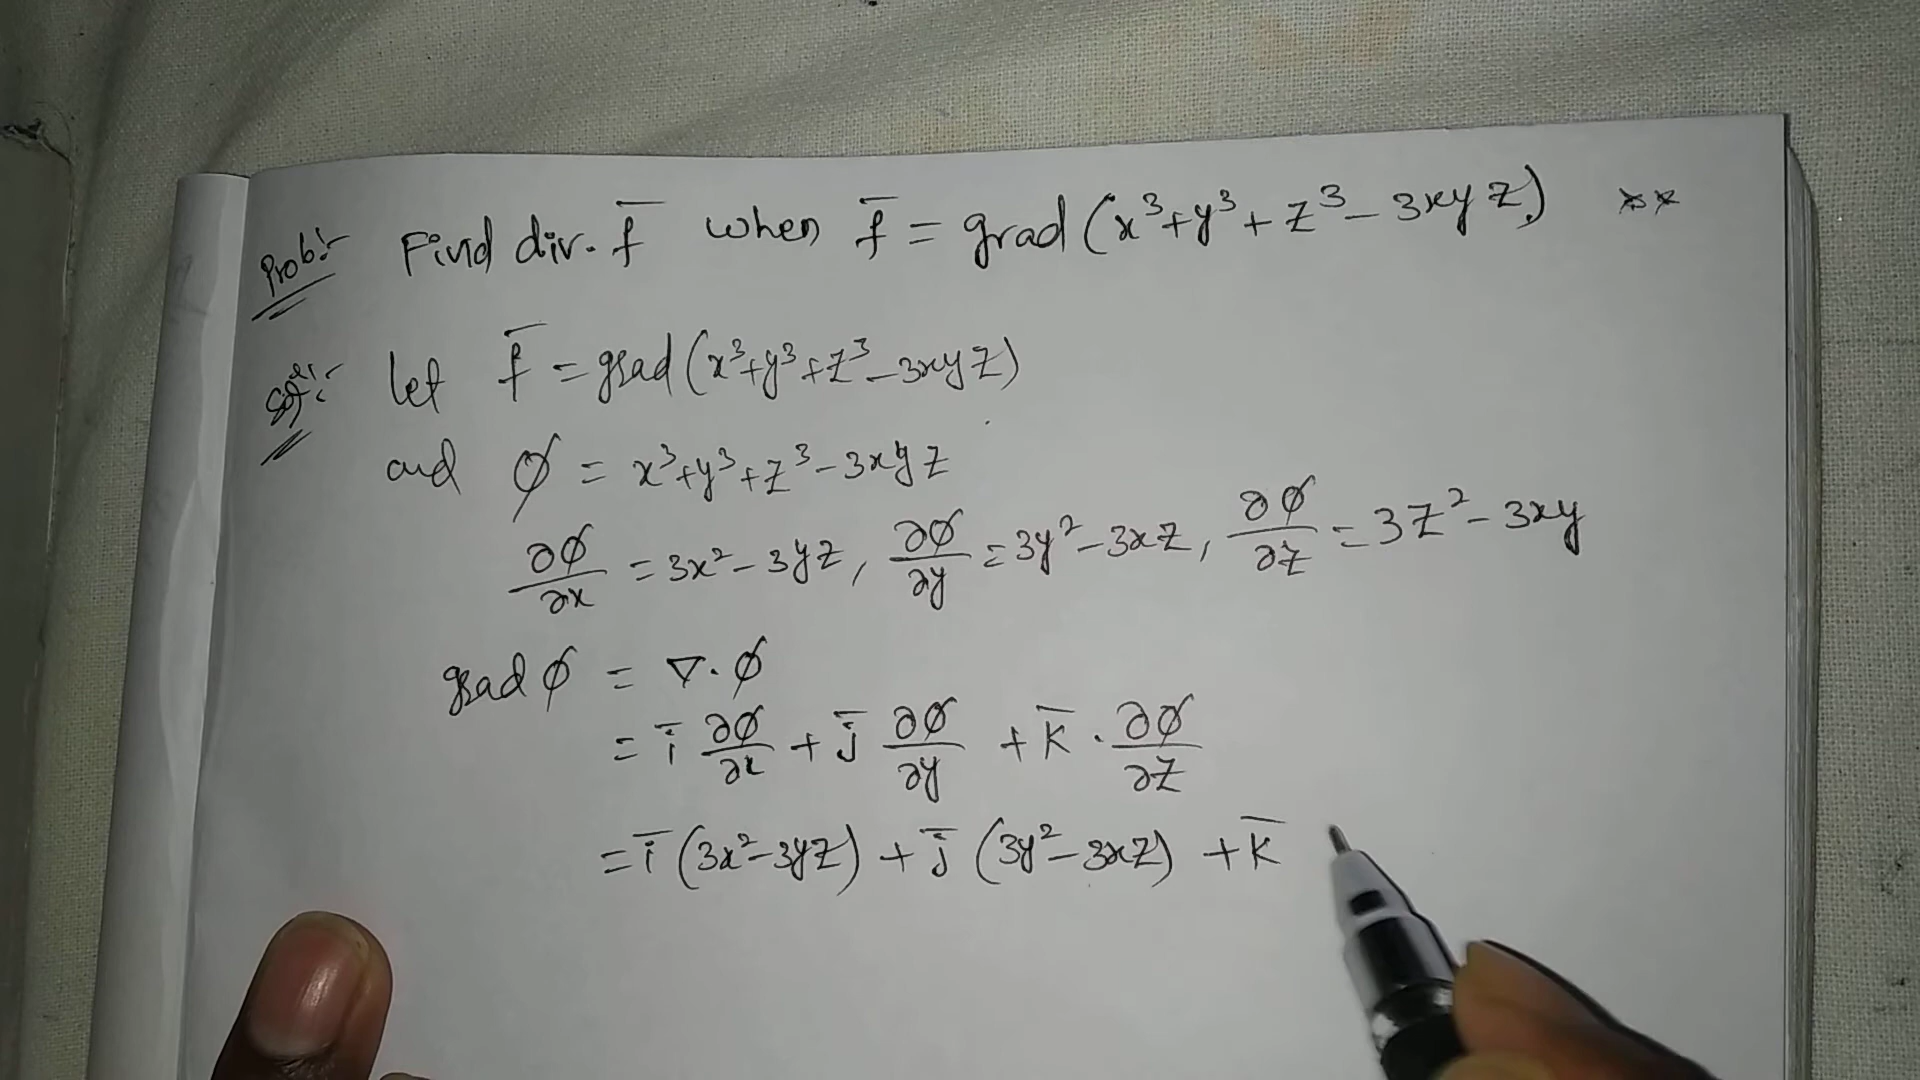 Prob:- Find div. f̅ when f̅ = grad (x³+y³+z³-3xyz) **
Sol:- let f̅ = grad (x³+y³+z³-3xyz)
and ϕ = x³+y³+z³-3xyz
∂ϕ/∂x = 3x²-3yz, ∂ϕ/∂y = 3y²-3xz, ∂ϕ/∂z = 3z²-3xy
grad ϕ = ∇·ϕ
= i̅ ∂ϕ/∂x + j̅ ∂ϕ/∂y + k̅ · ∂ϕ/∂z
= i̅ (3x²-3yz) + j̅ (3y²-3xz) + k̅